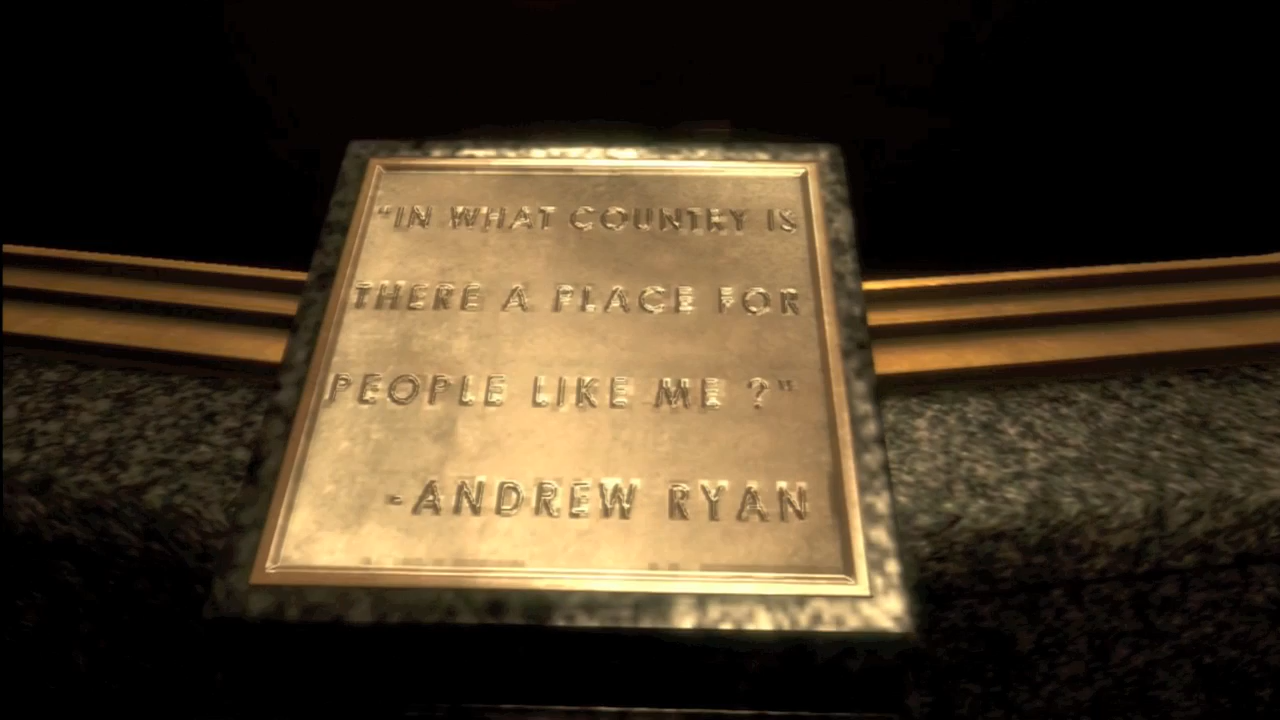 "IN WHAT COUNTRY IS
THERE A PLACE FOR
PEOPLE LIKE ME ?"
-ANDREW RYAN